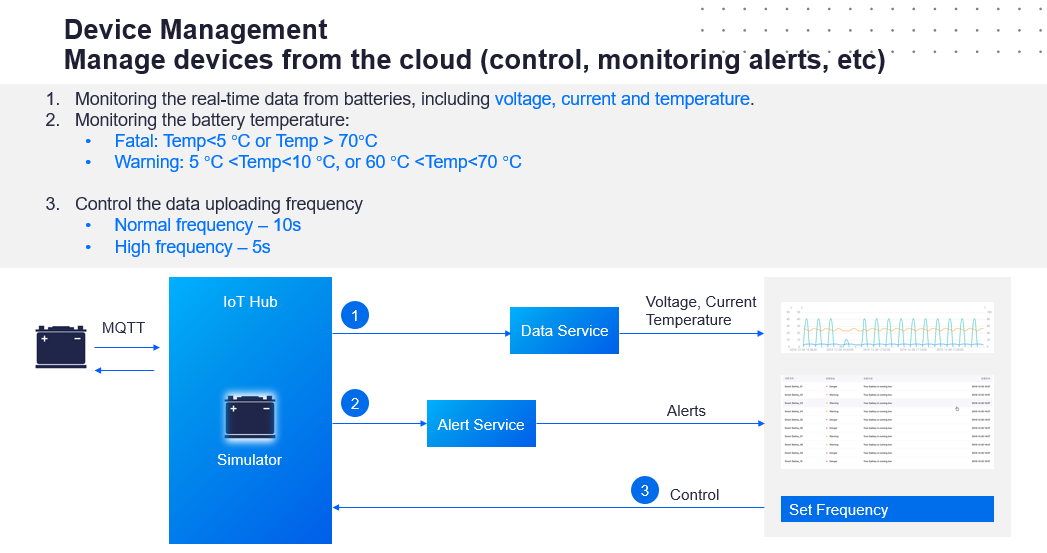 Device Management
Manage devices from the cloud (control, monitoring alerts, etc)
1. Monitoring the real-time data from batteries, including voltage, current and temperature.
2. Monitoring the battery temperature:
• Fatal: Temp<5 °C or Temp > 70°C
• Warning: 5 °C <Temp<10 °C, or 60 °C <Temp<70 °C
3. Control the data uploading frequency
• Normal frequency – 10s
• High frequency – 5s
IoT Hub
MQTT
1
Data Service
Voltage, Current
Temperature
2
Alert Service
Alerts
Simulator
3
Control
Set Frequency